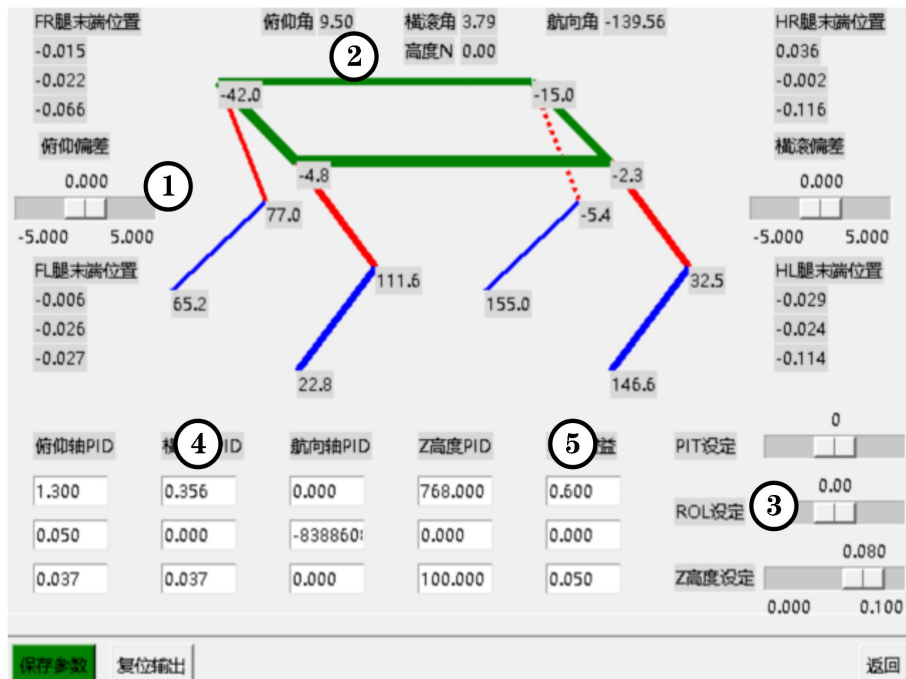 FR腿末端位置 俯仰角 9.50 横滚角 3.79 航向角 -139.56 HR腿末端位置
-0.015 2 高度N 0.00 0.036
-0.022 -0.002
-0.066 -42.0 -15.0 -0.116
俯仰偏差 横滚偏差
0.000 1 -4.8 -2.3 0.000
77.0 -5.4
-5.000 5.000 -5.000 5.000
FL腿末端位置 111.6 32.5 HL腿末端位置
-0.006 65.2 155.0 -0.029
-0.026 -0.024
-0.027 -0.114
22.8 146.6
0
俯仰轴PID 横 4 ID 航向轴PID Z高度PID 5 益 PIT设定
1.300 0.356 0.000 768.000 0.600 0.00
ROL设定 3
0.050 0.000 -838860 0.000 0.000
0.080
0.037 0.037 0.000 100.000 0.050 Z高度设定
0.000 0.100
保存参数 复位输出 返回